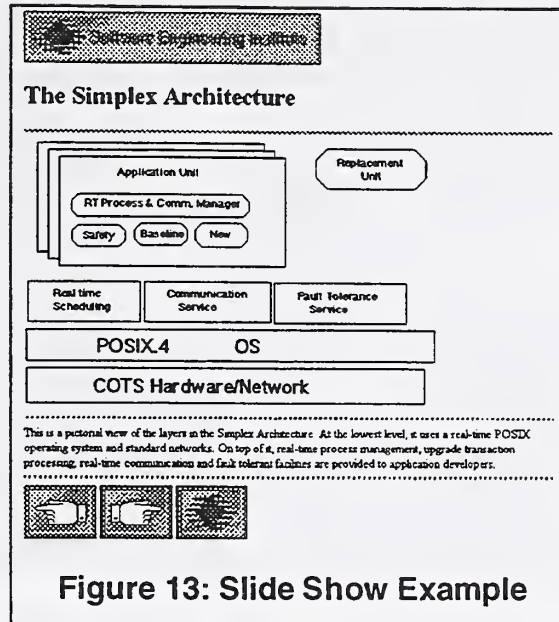 Software Engineering Institute
The Simplex Architecture
Application Unit
RT Process & Comm. Manager
Safety
Baseline
New
Replacement
Unit
Real time
Scheduling
Communication
Service
Fault Tolerance
Service
POSIX.4 OS
COTS Hardware/Network
This is a pictorial view of the layers in the Simplex Architecture. At the lowest level, it uses a real-time POSIX
operating system and standard networks. On top of it, real-time process management, upgrade transaction
processing, real-time communication and fault tolerant facilities are provided to application developers.
Figure 13: Slide Show Example